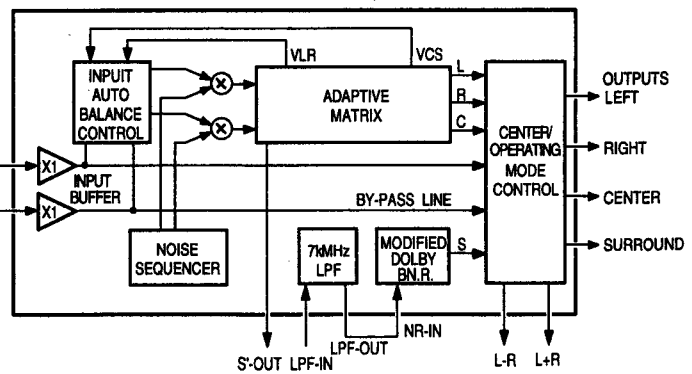 VLR
VCS
INPUIT
AUTO
BALANCE
CONTROL
X
X
ADAPTIVE
MATRIX
L
R
C
CENTER/
OPERATING
MODE
CONTROL
OUTPUTS
LEFT
RIGHT
CENTER
SURROUND
X1
INPUT
BUFFER
X1
BY-PASS LINE
NOISE
SEQUENCER
7kMHz
LPF
MODIFIED
DOLBY
BN.R.
S
NR-IN
LPF-OUT
S'-OUT
LPF-IN
L-R
L+R